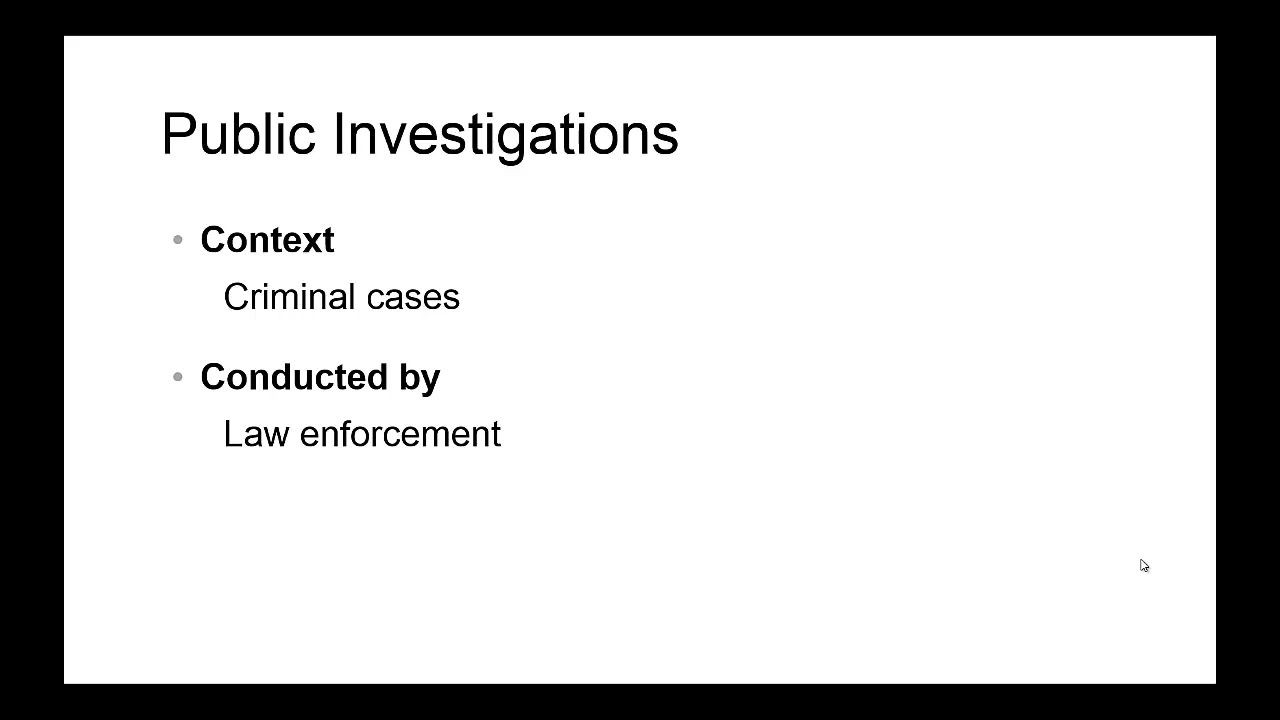 Public Investigations
• Context
Criminal cases
• Conducted by
Law enforcement